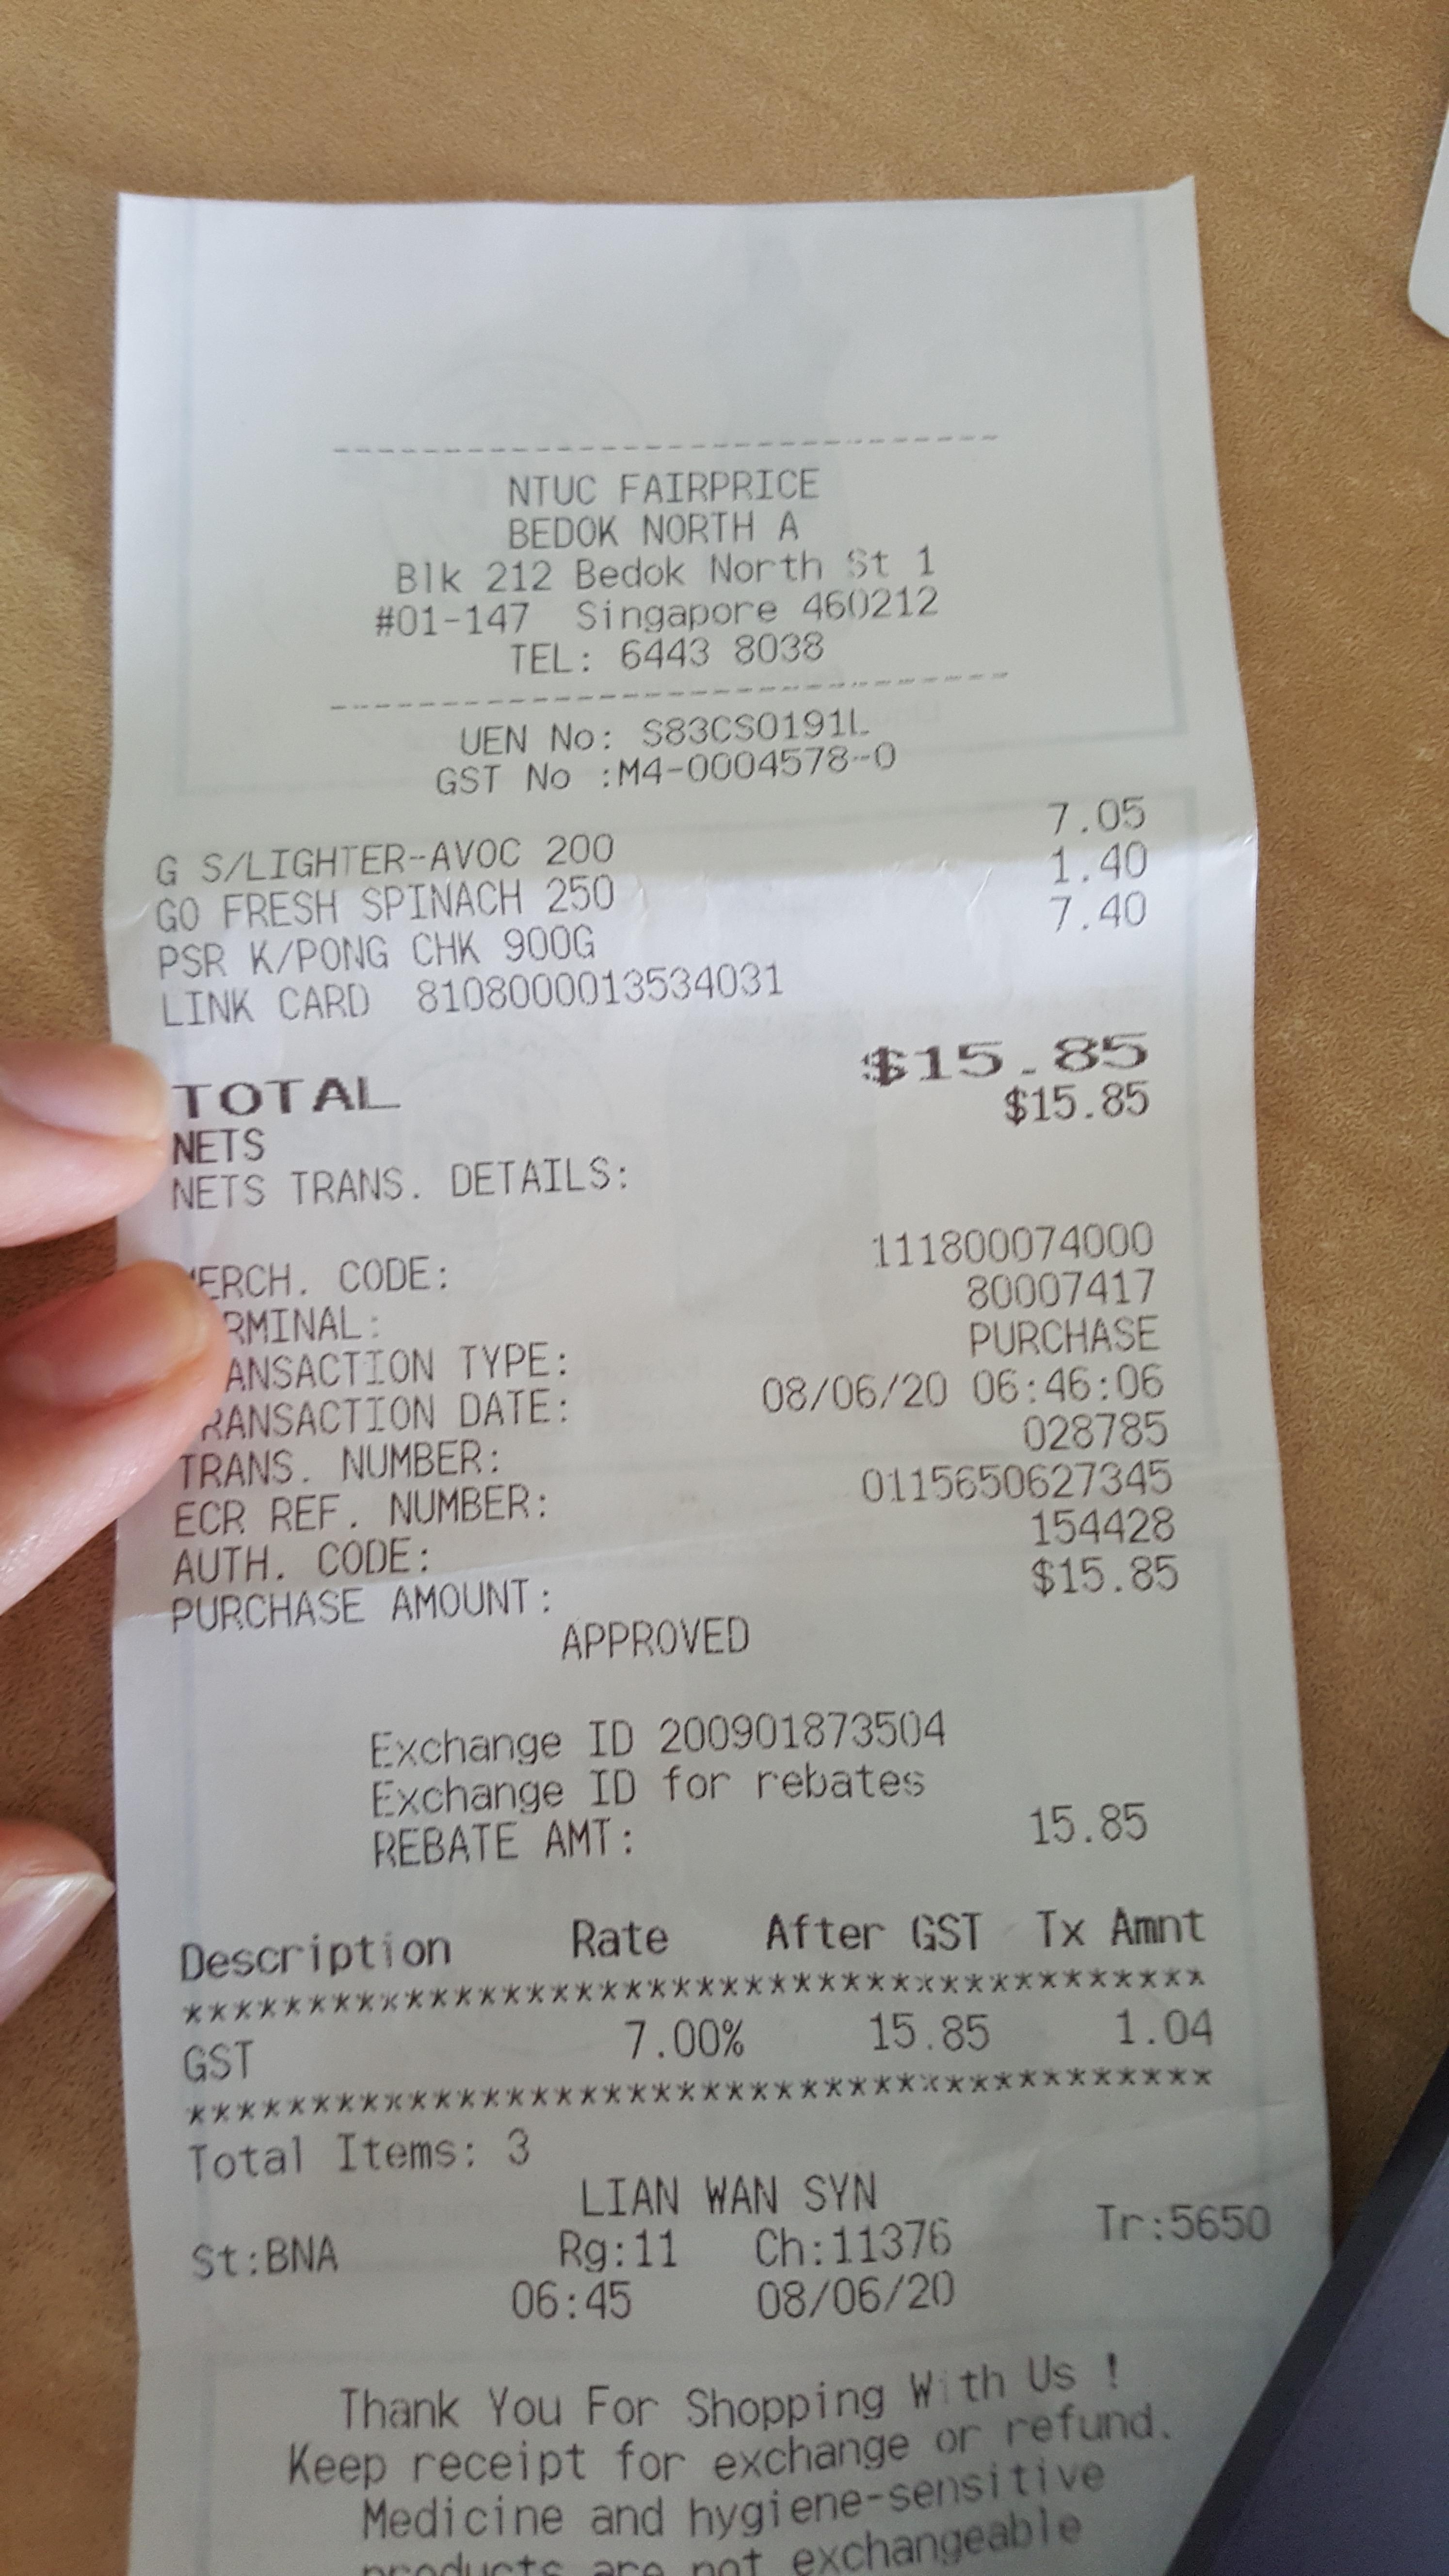 NTUC FAIRPRICE
BEDOK NORTH A
Blk 212 Bedok North St 1
#01-147 Singapore 460212
TEL: 6443 8038
UEN No: S83CS0191L
GST No :M4-0004578-0
G S/LIGHTER-AVOC 200 7.05
GO FRESH SPINACH 250 1.40
PSR K/PONG CHK 900G 7.40
LINK CARD 8108000013534031
TOTAL $15.85
NETS $15.85
NETS TRANS. DETAILS:
ERCH. CODE: 111800074000
RMINAL: 80007417
ANSACTION TYPE: PURCHASE
RANSACTION DATE: 08/06/20 06:46:06
TRANS. NUMBER: 028785
ECR REF. NUMBER: 0115650627345
AUTH. CODE: 154428
PURCHASE AMOUNT: $15.85
APPROVED
Exchange ID 200901873504
Exchange ID for rebates
REBATE AMT: 15.85
Description Rate After GST Tx Amnt
******************************************
GST 7.00% 15.85 1.04
******************************************
Total Items: 3
LIAN WAN SYN
St:BNA Rg:11 Ch:11376 Tr:5650
06:45 08/06/20
Thank You For Shopping With Us !
Keep receipt for exchange or refund.
Medicine and hygiene-sensitive
products are not exchangeable